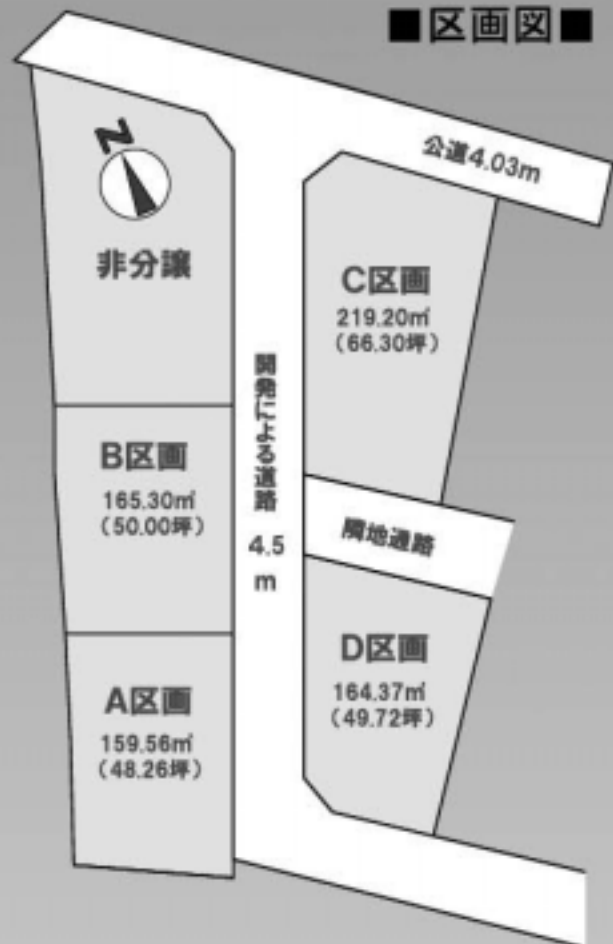 ■区画図■
公道4.03m
N
非分譲
C区画
219.20㎡
(66.30坪)
開発による道路
4.5
m
B区画
165.30㎡
(50.00坪)
隣地通路
D区画
164.37㎡
(49.72坪)
A区画
159.56㎡
(48.26坪)